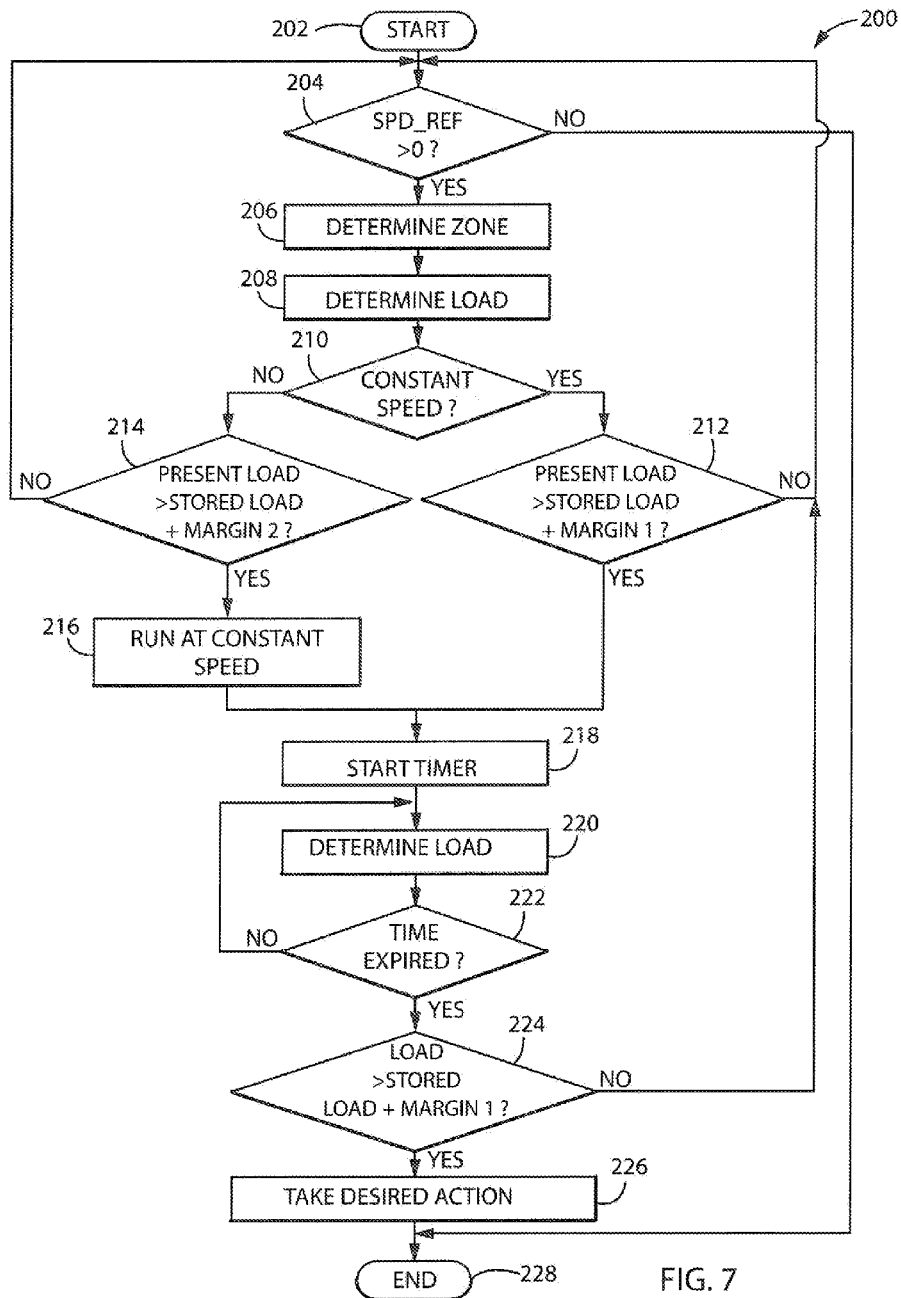 202
START
200
204
SPD_REF
>0 ?
NO
YES
206
DETERMINE ZONE
208
DETERMINE LOAD
210
NO
CONSTANT
SPEED ?
YES
214
212
NO
PRESENT LOAD
>STORED LOAD
+ MARGIN 2 ?
PRESENT LOAD
>STORED LOAD
+ MARGIN 1 ?
NO
YES
YES
216
RUN AT CONSTANT
SPEED
218
START TIMER
DETERMINE LOAD
220
222
NO
TIME
EXPIRED ?
YES
224
LOAD
>STORED
LOAD + MARGIN 1 ?
NO
YES
TAKE DESIRED ACTION
226
END
228
FIG. 7